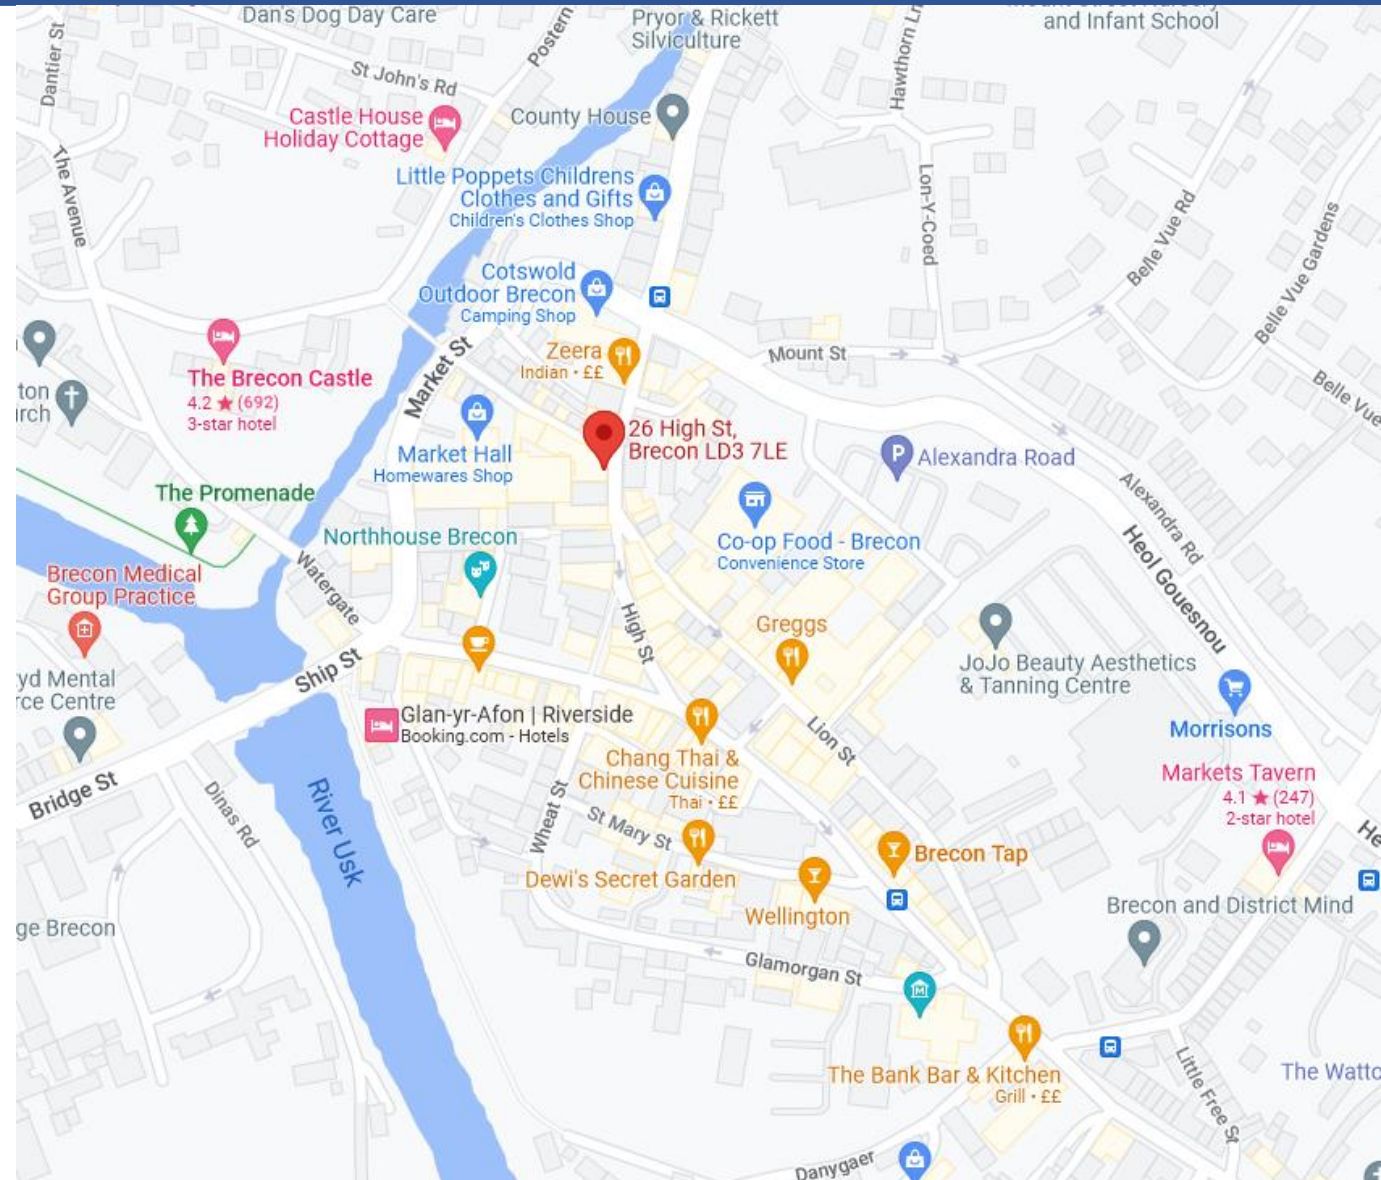 Dan's Dog Day Care
Pryor & Rickett
Silviculture
and Infant School
Dantier St
St John's Rd
Postern
Hawthorn Ln
Castle House
Holiday Cottage
County House
The Avenue
Little Poppets Childrens
Clothes and Gifts
Children's Clothes Shop
Lon-Y-Coed
Belle Vue Rd
Belle Vue Gardens
Cotswold
Outdoor Brecon
Camping Shop
Zeera
Indian • ££
Mount St
Market St
The Brecon Castle
4.2 ★ (692)
3-star hotel
ton
irch
Belle Vue
26 High St,
Brecon LD3 7LE
Market Hall
Homewares Shop
P
Alexandra Road
The Promenade
Alexandra Rd
Northhouse Brecon
Co-op Food - Brecon
Convenience Store
Heol Gouesnou
Brecon Medical
Group Practice
Watergate
High St
Greggs
JoJo Beauty Aesthetics
& Tanning Centre
yd Mental
rce Centre
Ship St
Glan-yr-Afon | Riverside
Booking.com - Hotels
Morrisons
Lion St
Chang Thai &
Chinese Cuisine
Thai • ££
Markets Tavern
4.1 ★ (247)
2-star hotel
Bridge St
Dinas Rd
River Usk
Wheat St
St Mary St
He
Brecon Tap
Dewi's Secret Garden
Wellington
Brecon and District Mind
ge Brecon
Glamorgan St
M
The Bank Bar & Kitchen
Grill • ££
Little Free St
The Watto
Danygaer